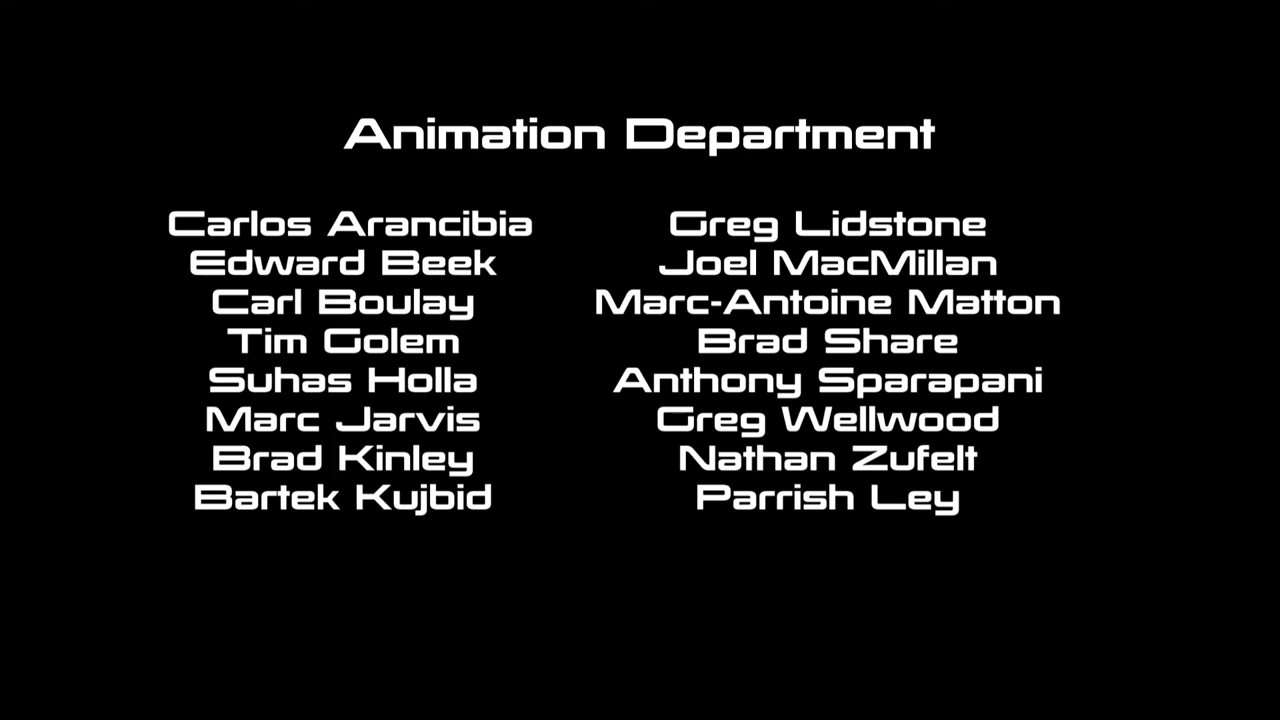 Animation Department
Carlos Arancibia
Edward Beek
Carl Boulay
Tim Golem
Suhas Holla
Marc Jarvis
Brad Kinley
Bartek Kujbid
Greg Lidstone
Joel MacMillan
Marc-Antoine Matton
Brad Share
Anthony Sparapani
Greg Wellwood
Nathan Zufelt
Parrish Ley